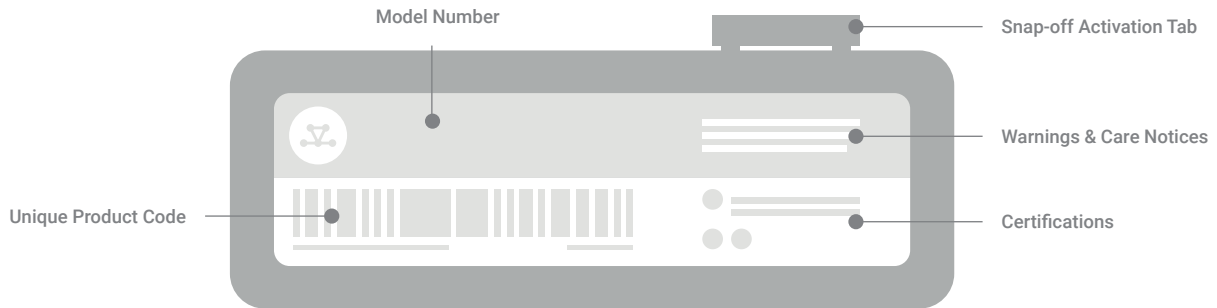 Model Number
Snap-off Activation Tab
Warnings & Care Notices
Unique Product Code
Certifications